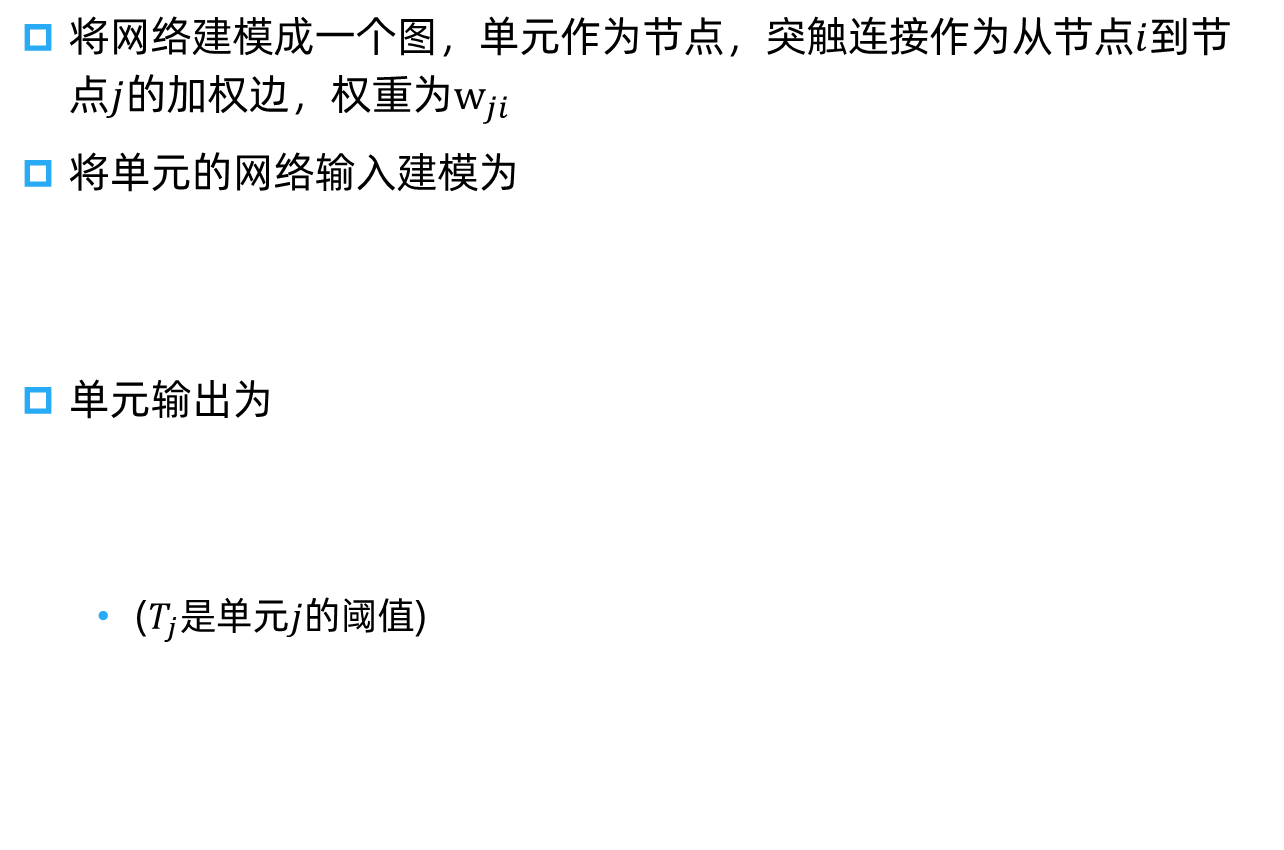 将网络建模成一个图，单元作为节点，突触连接作为从节点i到节
点j的加权边，权重为w_{ji}
将单元的网络输入建模为
单元输出为
• (T_j是单元j的阈值)